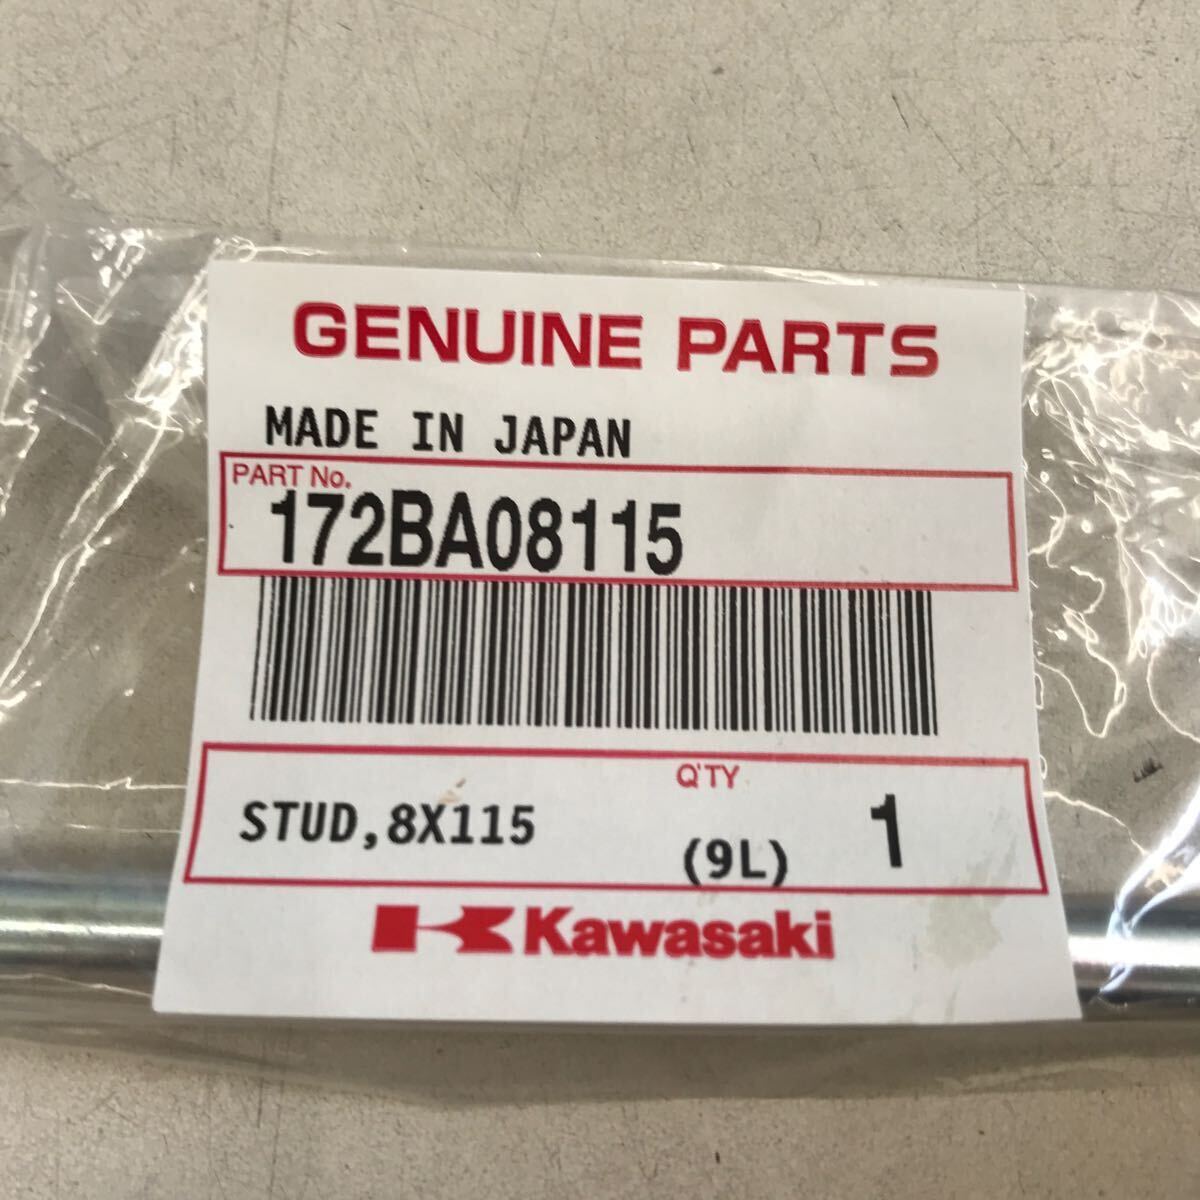 GENUINE PARTS
MADE IN JAPAN
PART No.
172BA08115
Q'TY
STUD,8X115 (9L) 1
Kawasaki